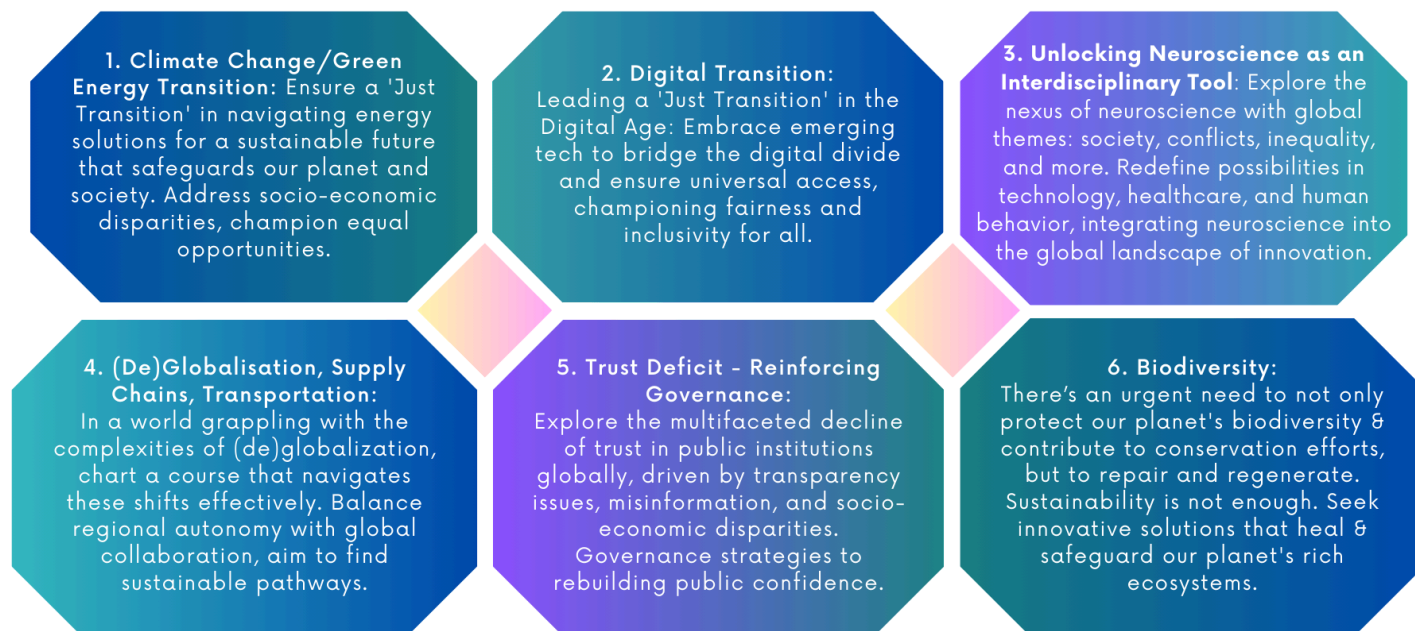 1. Climate Change/Green
Energy Transition: Ensure a 'Just
Transition' in navigating energy
solutions for a sustainable future
that safeguards our planet and
society. Address socio-economic
disparities, champion equal
opportunities.
2. Digital Transition:
Leading a 'Just Transition' in the
Digital Age: Embrace emerging
tech to bridge the digital divide
and ensure universal access,
championing fairness and
inclusivity for all.
3. Unlocking Neuroscience as an
Interdisciplinary Tool: Explore the
nexus of neuroscience with global
themes: society, conflicts, inequality,
and more. Redefine possibilities in
technology, healthcare, and human
behavior, integrating neuroscience into
the global landscape of innovation.
4. (De)Globalisation, Supply
Chains, Transportation:
In a world grappling with the
complexities of (de)globalization,
chart a course that navigates
these shifts effectively. Balance
regional autonomy with global
collaboration, aim to find
sustainable pathways.
5. Trust Deficit - Reinforcing
Governance:
Explore the multifaceted decline
of trust in public institutions
globally, driven by transparency
issues, misinformation, and socio-
economic disparities.
Governance strategies to
rebuilding public confidence.
6. Biodiversity:
There's an urgent need to not only
protect our planet's biodiversity &
contribute to conservation efforts,
but to repair and regenerate.
Sustainability is not enough. Seek
innovative solutions that heal &
safeguard our planet's rich
ecosystems.